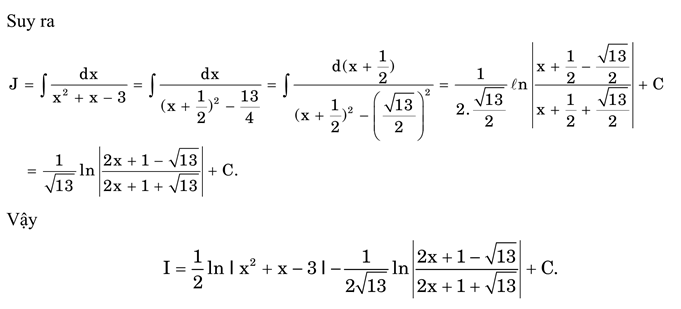 Suy ra
J = ∫ dx/(x² + x − 3) = ∫ dx/((x + 1/2)² − 13/4) = ∫ d(x + 1/2)/((x + 1/2)² − (√13/2)²) = 1/(2.√13/2) ℓn |(x + 1/2 − √13/2)/(x + 1/2 + √13/2)| + C
= 1/√13 ln |(2x + 1 − √13)/(2x + 1 + √13)| + C.
Vậy
I = 1/2 ln | x² + x − 3 | − 1/(2√13) ln |(2x + 1 − √13)/(2x + 1 + √13)| + C.